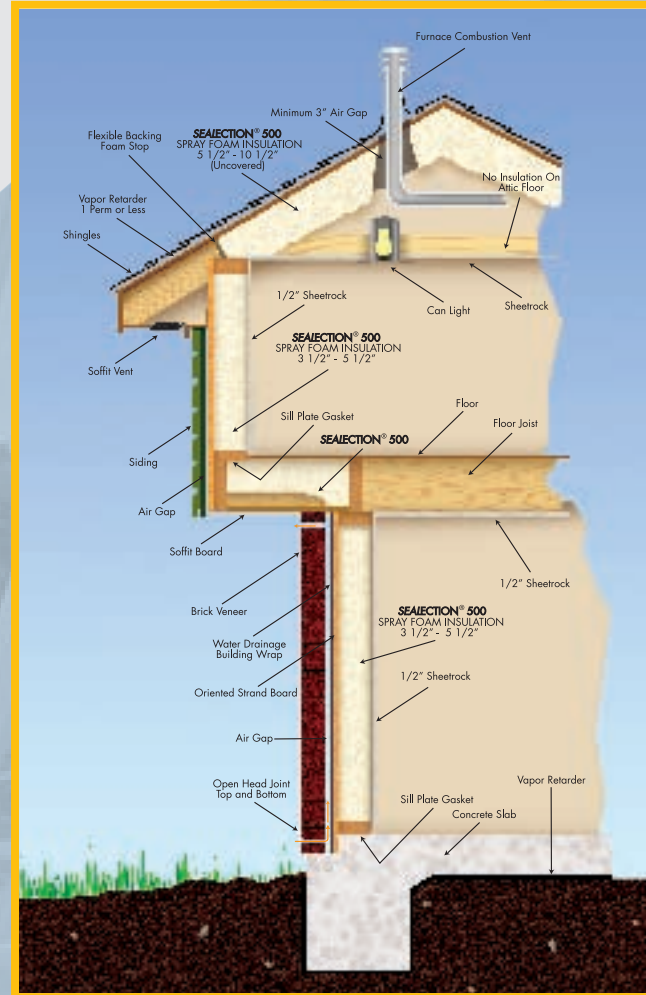 Furnace Combustion Vent
Minimum 3" Air Gap
Flexible Backing
Foam Stop
SEALECTION® 500
SPRAY FOAM INSULATION
5 1/2" - 10 1/2"
(Uncovered)
No Insulation On
Attic Floor
Vapor Retarder
1 Perm or Less
Shingles
1/2" Sheetrock
Can Light
Sheetrock
SEALECTION® 500
SPRAY FOAM INSULATION
3 1/2" - 5 1/2"
Soffit Vent
Floor
Sill Plate Gasket
Floor Joist
SEALECTION® 500
Siding
Air Gap
Soffit Board
1/2" Sheetrock
Brick Veneer
SEALECTION® 500
SPRAY FOAM INSULATION
3 1/2" - 5 1/2"
Water Drainage
Building Wrap
1/2" Sheetrock
Oriented Strand Board
Air Gap
Open Head Joint
Top and Bottom
Vapor Retarder
Sill Plate Gasket
Concrete Slab